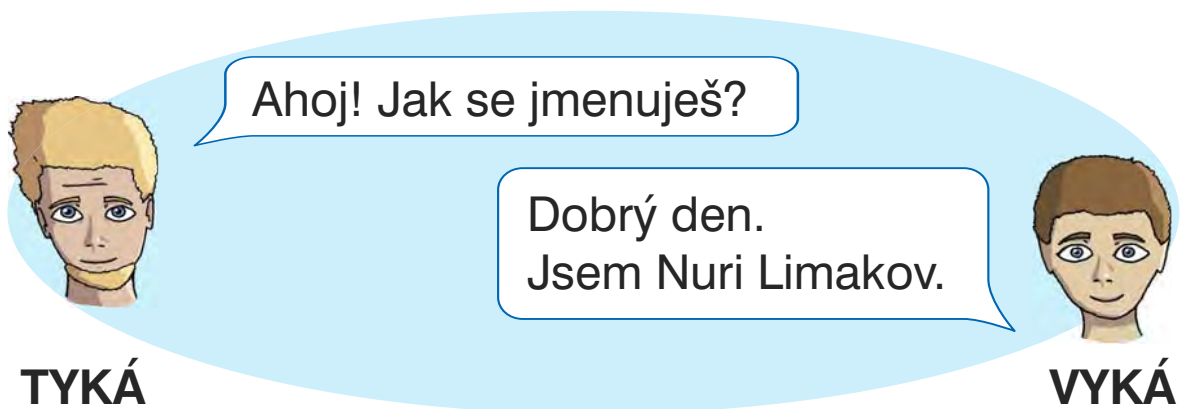 Ahoj! Jak se jmenuješ?
Dobrý den.
Jsem Nuri Limakov.
TYKÁ
VYKÁ